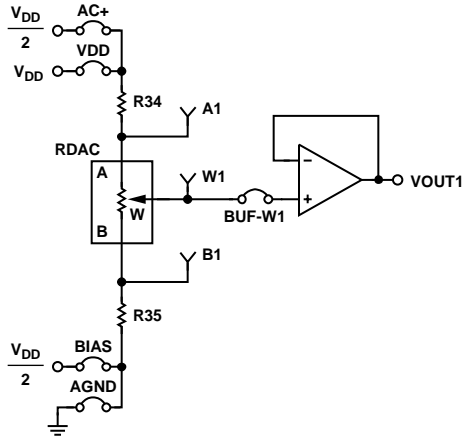 V_DD/2 AC+
VDD
V_DD
R34
A1
RDAC
A
W
B
W1
BUF-W1
–
+
VOUT1
B1
R35
V_DD/2 BIAS
AGND